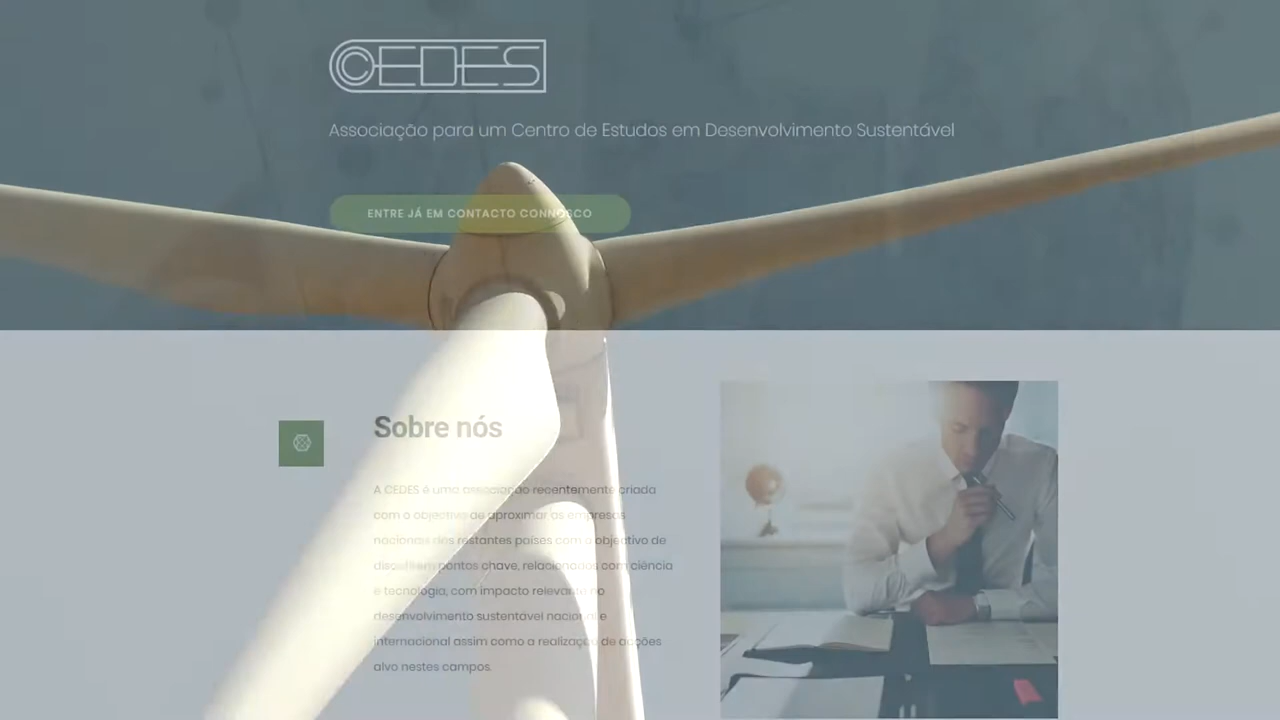 CEDES
Associação para um Centro de Estudos em Desenvolvimento Sustentável
ENTRE JÁ EM CONTACTO CONNOSCO
Sobre nós
A CEDES é uma associação recentemente criada
com o objectivo de aproximar as empresas
nacionais dos restantes países com o objetivo de
discutirem pontos chave, relacionados com ciência
e tecnologia, com impacto relevante no
desenvolvimento sustentável nacional e
internacional assim como a realização de acções
alvo nestes campos.